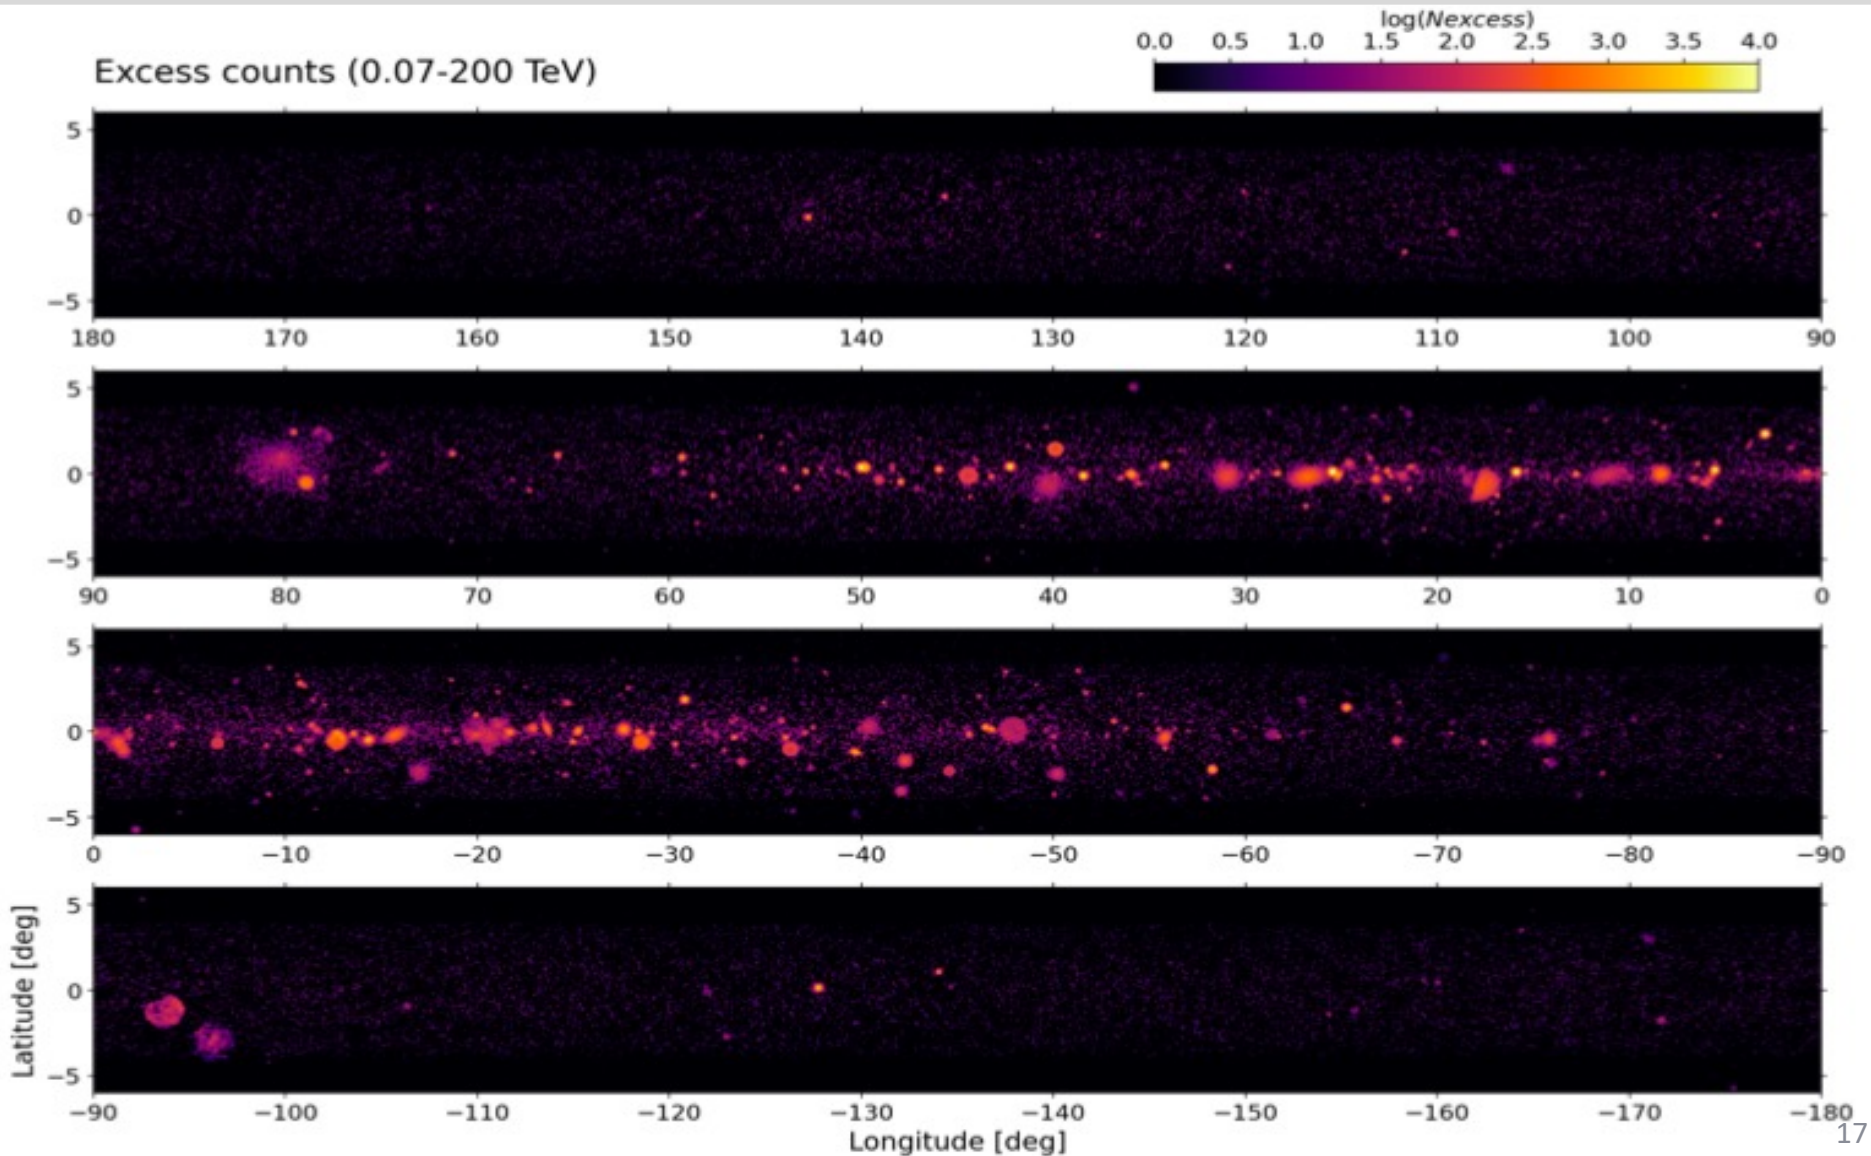 log(Nexcess)
0.0 0.5 1.0 1.5 2.0 2.5 3.0 3.5 4.0
Excess counts (0.07-200 TeV)
5
0
−5
180 170 160 150 140 130 120 110 100 90
5
0
−5
90 80 70 60 50 40 30 20 10 0
5
0
−5
0 −10 −20 −30 −40 −50 −60 −70 −80 −90
Latitude [deg]
5
0
−5
−90 −100 −110 −120 −130 −140 −150 −160 −170 −180
Longitude [deg]
17